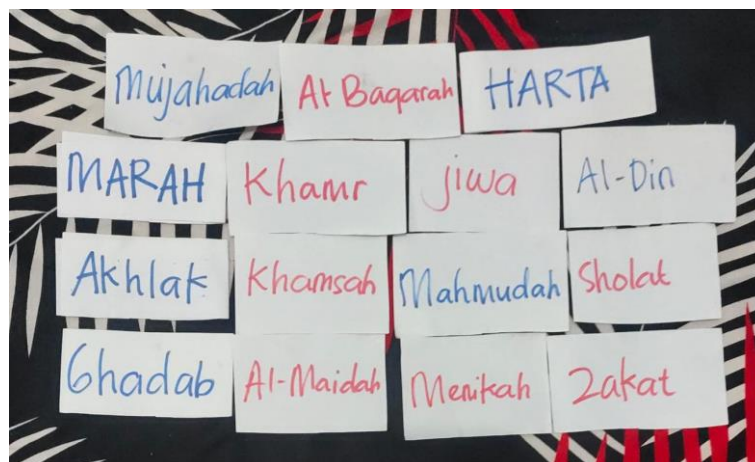 Mujahadah At Baqarah HARTA
MARAH Khamr jiwa Al-Din
Akhlak Khamsah Mahmudah Sholat
Ghadab Al-Maidah Menikah Zakat